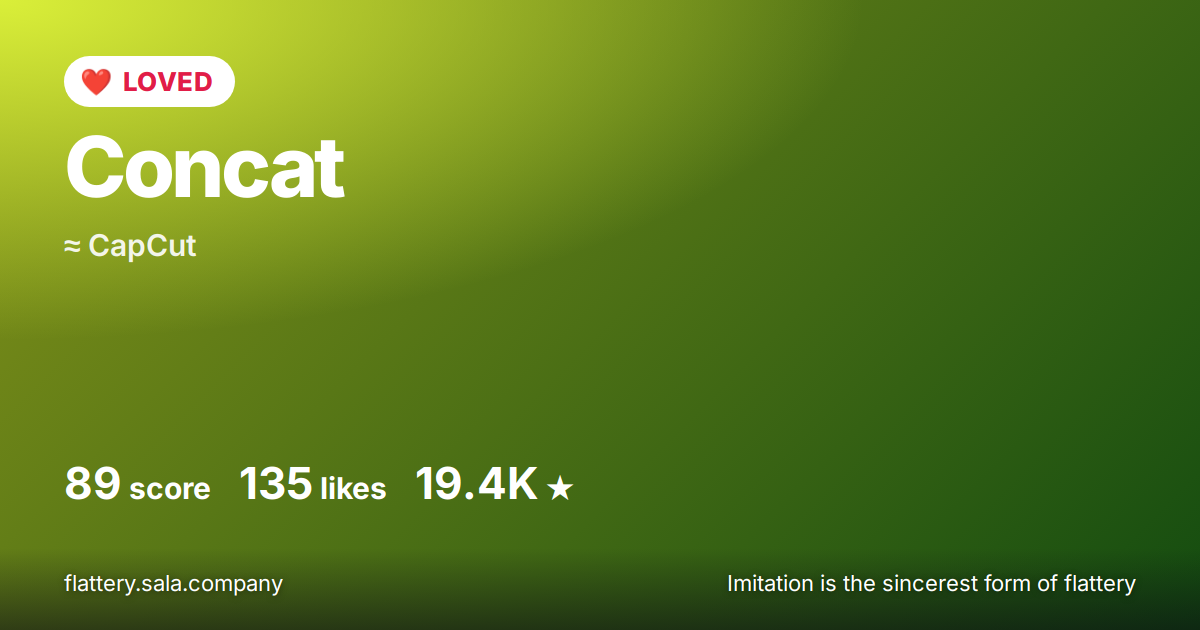 ❤️ LOVED
Concat
≈ CapCut
89 score 135 likes 19.4K ★
flattery.sala.company
Imitation is the sincerest form of flattery